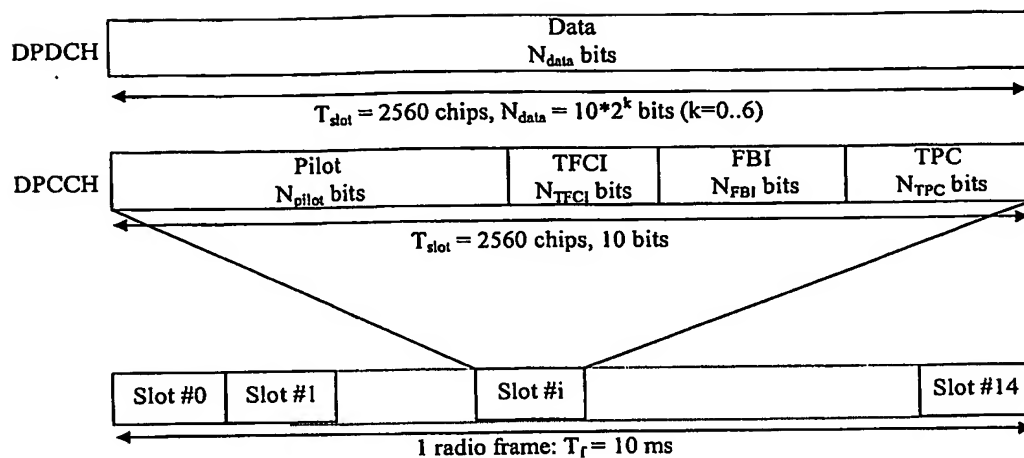 Data
DPDCH
N_data bits
T_slot = 2560 chips, N_data = 10*2^k bits (k=0..6)
Pilot TFCI FBI TPC
DPCCH
N_pilot bits N_TFCI bits N_FBI bits N_TPC bits
T_slot = 2560 chips, 10 bits
Slot #0 Slot #1 Slot #i Slot #14
1 radio frame: T_f = 10 ms